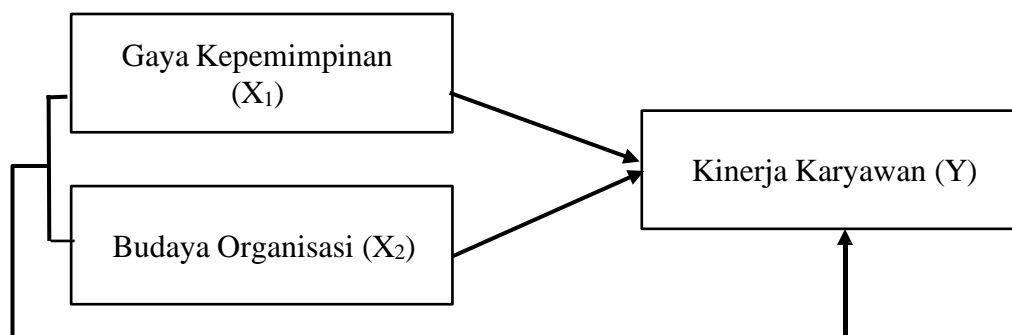 Gaya Kepemimpinan
(X₁)
Kinerja Karyawan (Y)
Budaya Organisasi (X₂)